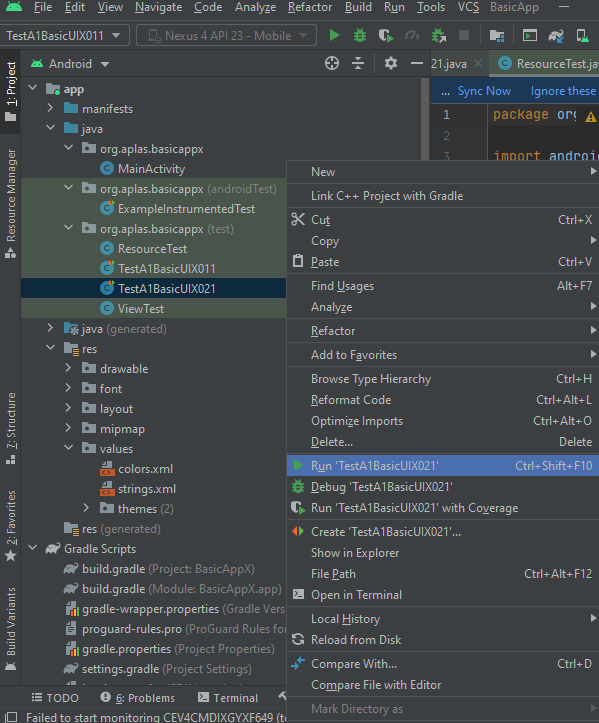 File Edit View Navigate Code Analyze Refactor Build Run Tools VCS BasicApp
TestA1BasicUIX011 Nexus 4 API 23 - Mobile
1: Project
Resource Manager
7: Structure
2: Favorites
Build Variants
Android
app
manifests
java
org.aplas.basicappx
MainActivity
org.aplas.basicappx (androidTest)
ExampleInstrumentedTest
org.aplas.basicappx (test)
ResourceTest
TestA1BasicUIX011
TestA1BasicUIX021
ViewTest
java (generated)
res
drawable
font
layout
mipmap
values
colors.xml
strings.xml
themes (2)
res (generated)
Gradle Scripts
build.gradle (Project: BasicAppX)
build.gradle (Module: BasicAppX.app)
gradle-wrapper.properties (Gradle Vers
proguard-rules.pro (ProGuard Rules for
gradle.properties (Project Properties)
settings.gradle (Project Settings)
21.java ResourceTest.ja
... Sync Now Ignore these
1 package org
2
3 import android
New
Link C++ Project with Gradle
Cut Ctrl+X
Copy
Paste Ctrl+V
Find Usages Alt+F7
Analyze
Refactor
Add to Favorites
Browse Type Hierarchy Ctrl+H
Reformat Code Ctrl+Alt+L
Optimize Imports Ctrl+Alt+O
Delete... Delete
Run 'TestA1BasicUIX021' Ctrl+Shift+F10
Debug 'TestA1BasicUIX021'
Run 'TestA1BasicUIX021' with Coverage
Create 'TestA1BasicUIX021'...
Show in Explorer
File Path Ctrl+Alt+F12
Open in Terminal
Local History
Reload from Disk
Compare With... Ctrl+D
Compare File with Editor
Mark Directory as
TODO 6: Problems Terminal
Failed to start monitoring CEV4CMDIXGYXF649 (to